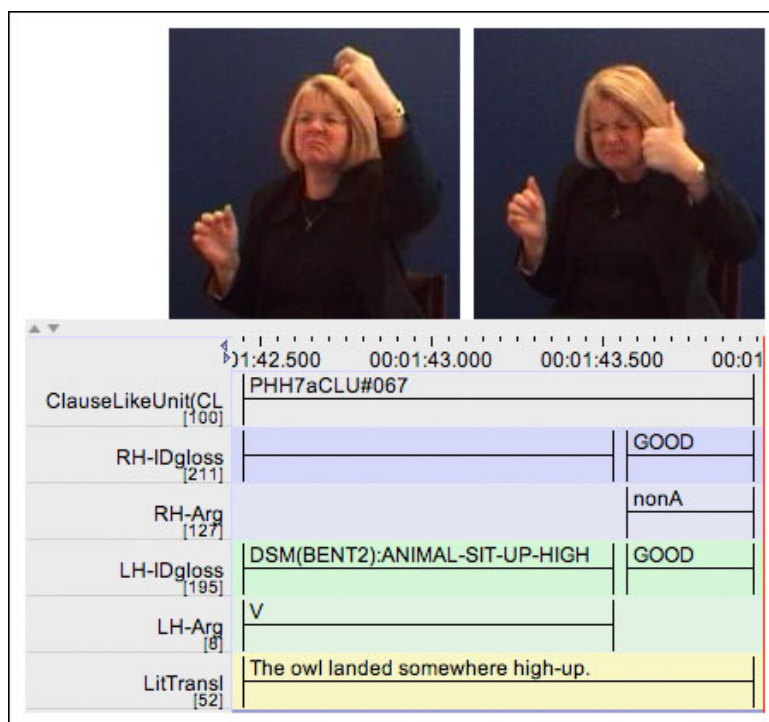 01:42.500 00:01:43.000 00:01:43.500 00:01
ClauseLikeUnit(CL
[100]
PHH7aCLU#067
RH-IDgloss
[211]
GOOD
RH-Arg
[127]
nonA
LH-IDgloss
[195]
DSM(BENT2):ANIMAL-SIT-UP-HIGH GOOD
LH-Arg
[6]
V
LitTransl
[52]
The owl landed somewhere high-up.